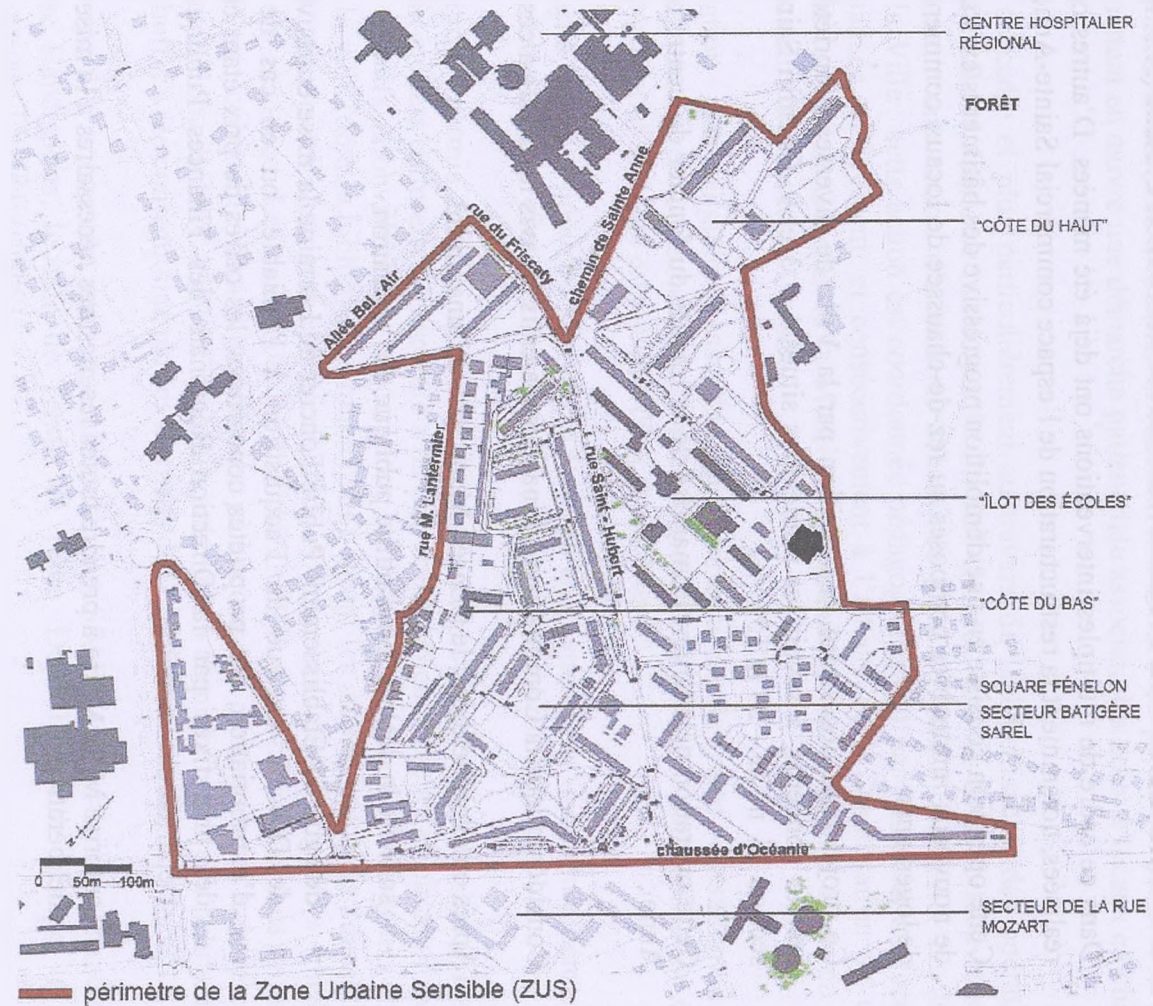 CENTRE HOSPITALIER
RÉGIONAL
FORÊT
chemin de Sainte Anne
rue du Friscaty
"CÔTE DU HAUT"
Allée Bel - Air
rue M. Lantermier
rue Saint - Hubert
"ÎLOT DES ÉCOLES"
"CÔTE DU BAS"
SQUARE FÉNELON
SECTEUR BATIGÈRE
SAREL
chaussée d'Océanie
0 50m 100m
SECTEUR DE LA RUE
MOZART
périmètre de la Zone Urbaine Sensible (ZUS)